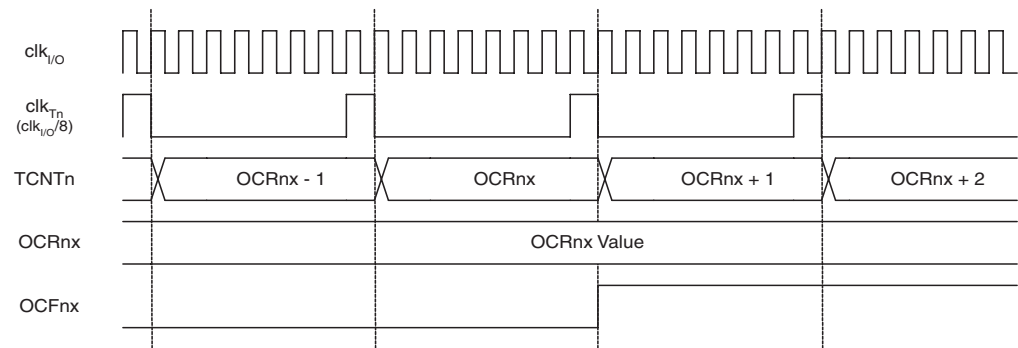 clkI/O
clkTn
(clkI/O/8)
TCNTn OCRnx - 1 OCRnx OCRnx + 1 OCRnx + 2
OCRnx OCRnx Value
OCFnx